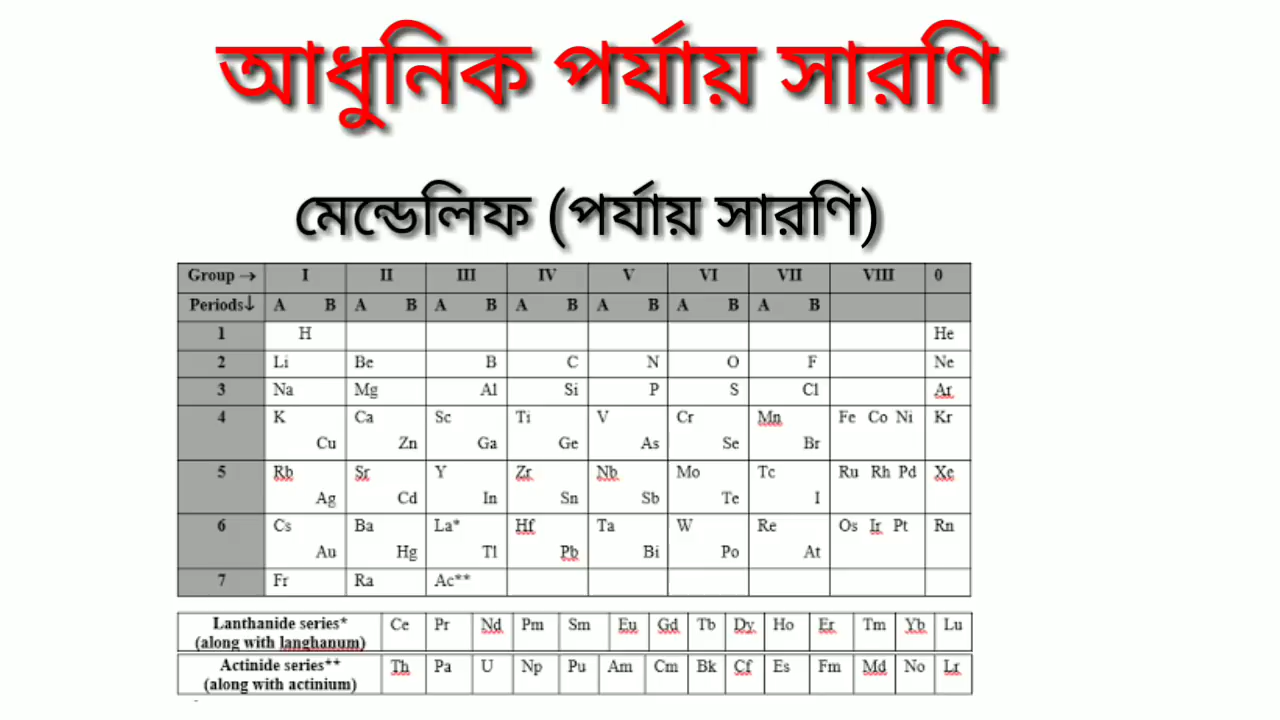 আধুনিক পর্যায় সারণি
মেন্ডেলিফ (পর্যায় সারণি)
Group → I II III IV V VI VII VIII 0
Periods↓ A B A B A B A B A B A B A B
1 H He
2 Li Be B C N O F Ne
3 Na Mg Al Si P S Cl Ar
4 K Ca Sc Ti V Cr Mn Fe Co Ni Kr
Cu Zn Ga Ge As Se Br
5 Rb Sr Y Zr Nb Mo Tc Ru Rh Pd Xe
Ag Cd In Sn Sb Te I
6 Cs Ba La* Hf Ta W Re Os Ir Pt Rn
Au Hg Tl Pb Bi Po At
7 Fr Ra Ac**
Lanthanide series* Ce Pr Nd Pm Sm Eu Gd Tb Dy Ho Er Tm Yb Lu
(along with langhanum)
Actinide series** Th Pa U Np Pu Am Cm Bk Cf Es Fm Md No Lr
(along with actinium)